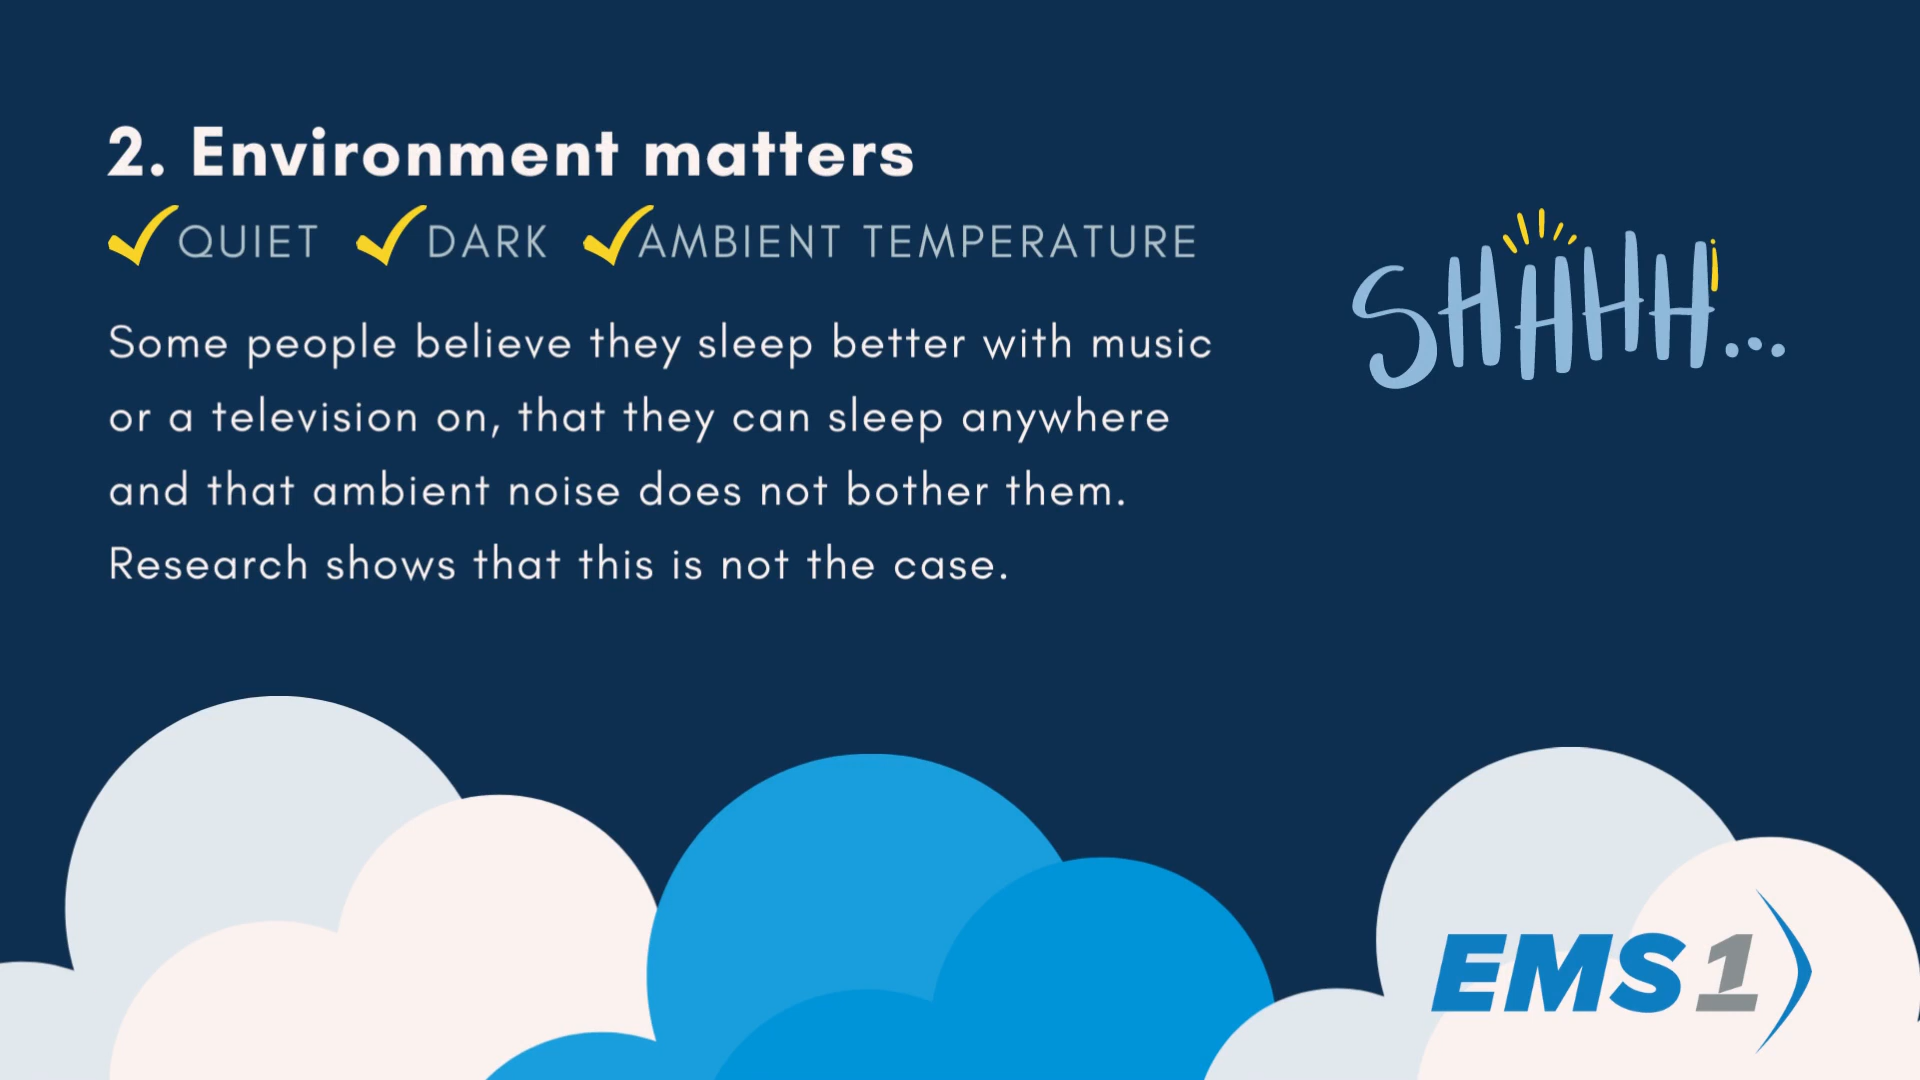 2. Environment matters
QUIET DARK AMBIENT TEMPERATURE
SHHHH...
Some people believe they sleep better with music
or a television on, that they can sleep anywhere
and that ambient noise does not bother them.
Research shows that this is not the case.
EMS1